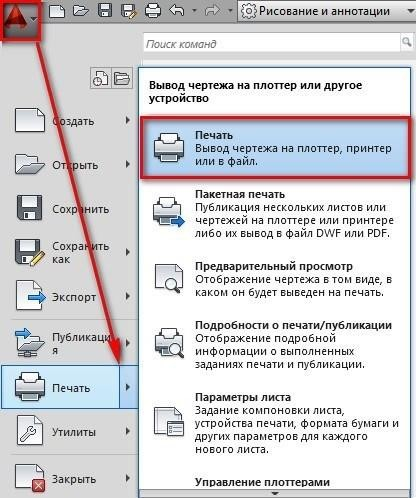 Рисование и аннотации
Поиск команд
Вывод чертежа на плоттер или другое
устройство
Создать
Открыть
Сохранить
Сохранить
как
Экспорт
Публикаци
я
Печать
Утилиты
Закрыть
Печать
Вывод чертежа на плоттер, принтер
или в файл.
Пакетная печать
Публикация нескольких листов или
чертежей на плоттере или принтере
либо их вывод в файл DWF или PDF.
Предварительный просмотр
Отображение чертежа в том виде, в
каком он будет выведен на печать.
Подробности о печати/публикации
Отображение подробной
информации о выполненных
заданиях печати и публикации.
Параметры листа
Задание компоновки листа,
устройства печати, формата бумаги и
других параметров для каждого
нового листа.
Управление плоттерами